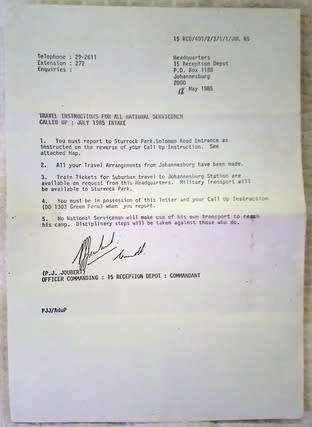 15 RCD/401/2/3/1/1/JUL 85
Telephone : 29-2611
Extension : 272
Enquiries :
Headquarters
15 Reception Depot
P.O. Box 1188
Johannesburg
2000
May 1985
TRAVEL INSTRUCTIONS FOR ALL NATIONAL SERVICEMEN
CALLED UP : JULY 1985 INTAKE
1. You must report to Sturrock Park.Solomon Road Entrance as
instructed on the reverse of your Call Up Instruction. See
attached Map.
2. All your Travel Arrangements from Johannesburg have been made.
3. Train Tickets for Suburban travel to Johannesburg Station are
available on request from this Headquarters. Military transport will
be available to Sturrock Park.
4. You must be in possession of this letter and your Call Up Instruction
(DD 1303 Green Form) when you report.
5. No National Serviceman will make use of his own transport to reach
his camp. Disciplinary steps will be taken against those who do.
(P.J. JOUBERT)
OFFICER COMMANDING : 15 RECEPTION DEPOT : COMMANDANT